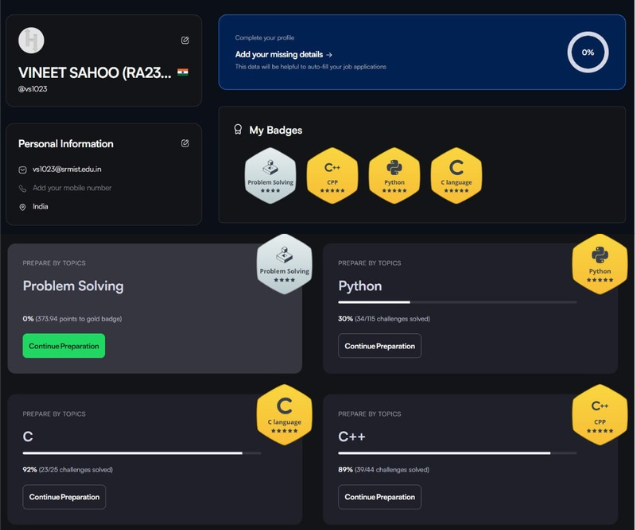 VINEET SAHOO (RA23...
@vs1023
Complete your profile
Add your missing details →
This data will be helpful to auto-fill your job applications
0%
Personal Information
vs1023@srmist.edu.in
Add your mobile number
India
My Badges
Problem Solving
CPP
Python
C language
C++
C
PREPARE BY TOPICS
Problem Solving
0% (373.94 points to gold badge)
Continue Preparation
Problem Solving
PREPARE BY TOPICS
Python
30% (34/115 challenges solved)
Continue Preparation
Python
PREPARE BY TOPICS
C
92% (23/25 challenges solved)
Continue Preparation
C
C language
PREPARE BY TOPICS
C++
89% (39/44 challenges solved)
Continue Preparation
C++
CPP